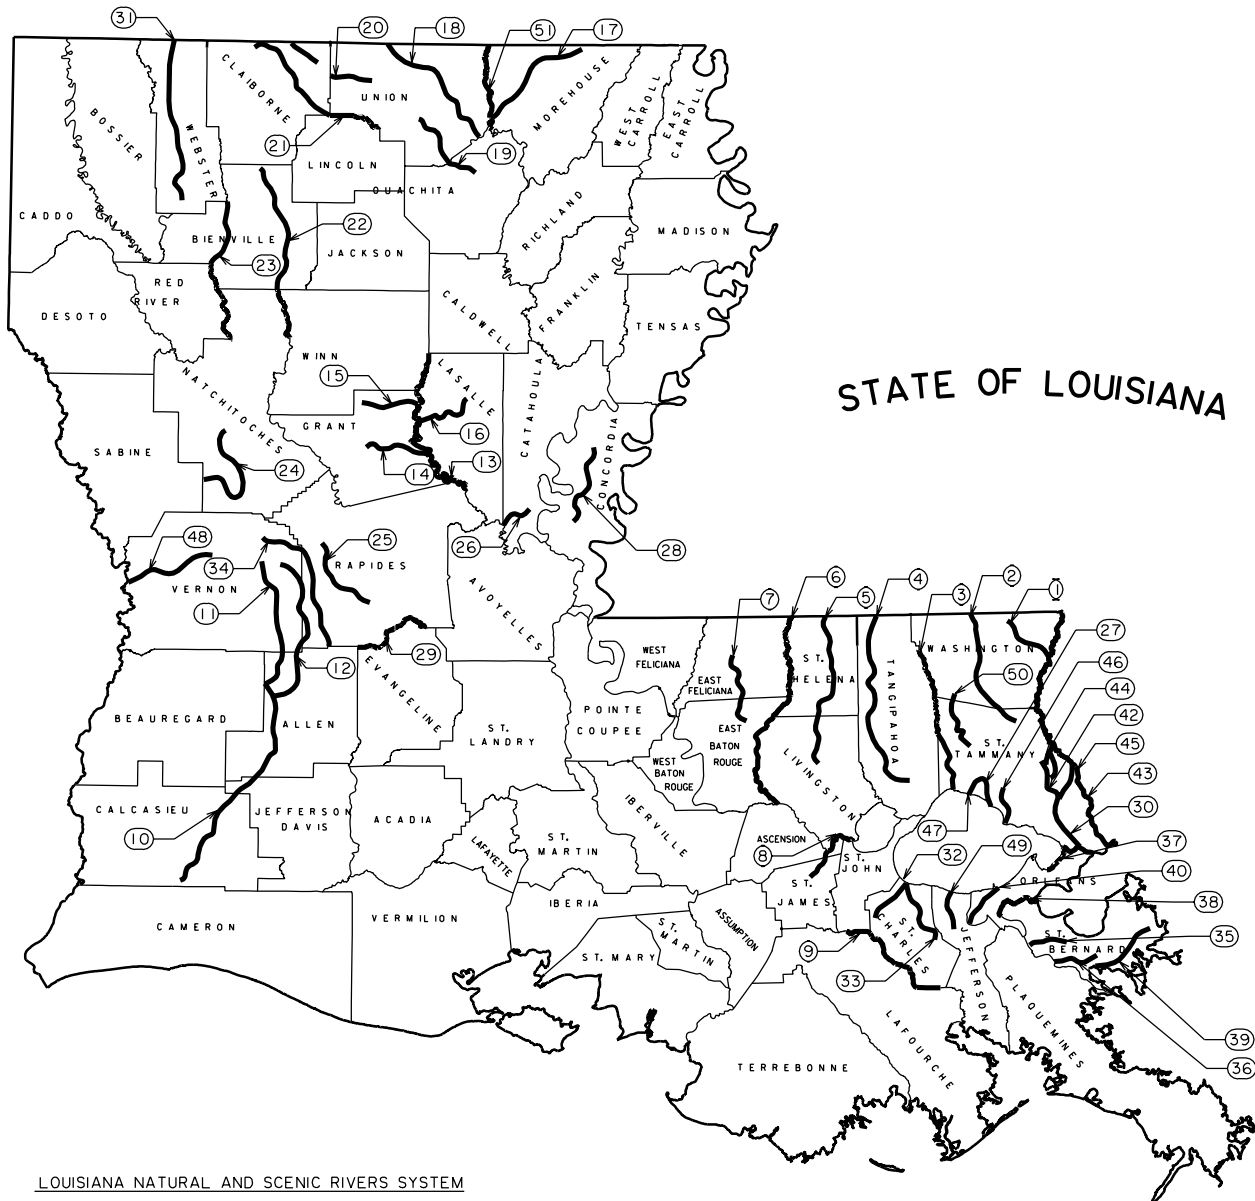 31
20
18
51
17
CLAIBORNE
UNION
MOREHOUSE
WEST CARROLL
EAST CARROLL
BOSSIER
WEBSTER
21
LINCOLN
19
OUACHITA
CADDO
22
RICHLAND
MADISON
BIENVILLE
23
JACKSON
RED RIVER
FRANKLIN
DESOTO
CALDWELL
TENSAS
WINN
LASALLE
15
NATCHITOCHES
CATAHOULA
STATE OF LOUISIANA
GRANT
16
CONCORDIA
SABINE
24
14
13
48
34
25
26
28
VERNON
RAPIDES
11
AVOYELLES
6
5
4
3
2
1
7
27
12
29
WEST FELICIANA
EAST FELICIANA
ST. HELENA
TANGIPAHOA
WASHINGTON
46
50
44
EVANGELINE
BEAUREGARD
ALLEN
ST. LANDRY
POINTE COUPEE
EAST BATON ROUGE
42
ST. TAMMANY
45
WEST BATON ROUGE
LIVINGSTON
43
CALCASIEU
10
JEFFERSON DAVIS
ACADIA
LAFAYETTE
ST. MARTIN
IBERVILLE
ASCENSION
8
ST. JOHN
47
30
37
32
49
ORLEANS
40
CAMERON
VERMILION
IBERIA
ST. JAMES
38
ST. MARTIN
ASSUMPTION
ST. CHARLES
ST. MARY
9
33
JEFFERSON
ST. BERNARD
35
PLAQUEMINES
LAFOURCHE
TERREBONNE
39
36
LOUISIANA NATURAL AND SCENIC RIVERS SYSTEM